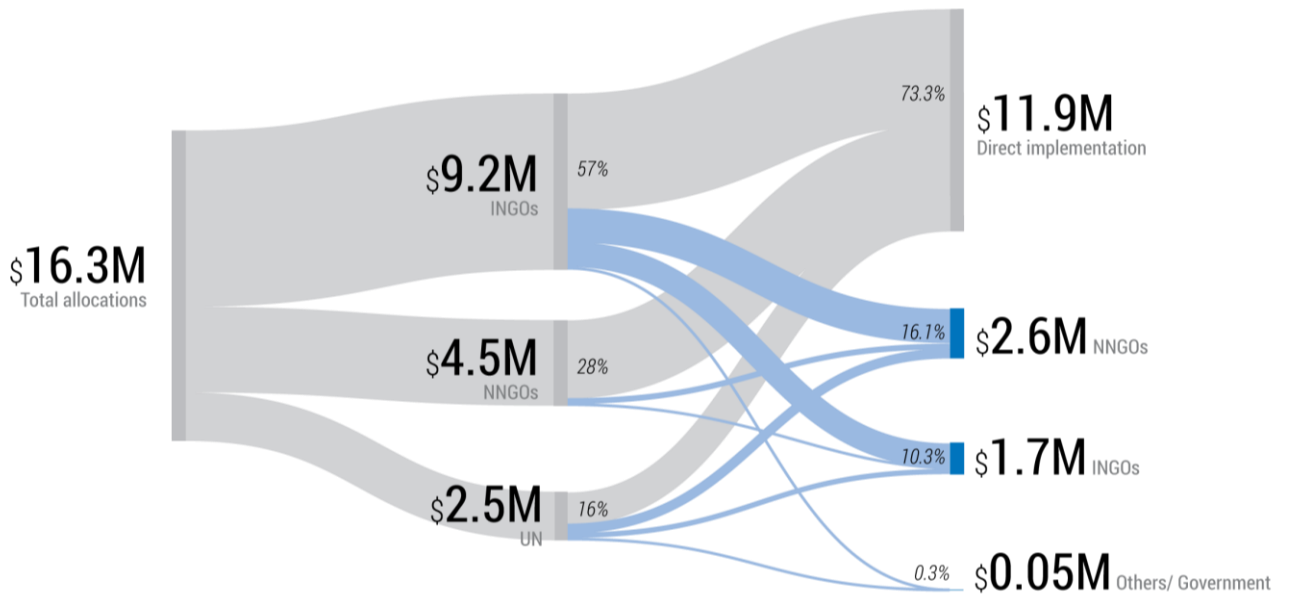 $16.3M
Total allocations
$9.2M
INGOs
57%
$4.5M
NNGOs
28%
$2.5M
UN
16%
73.3%
$11.9M
Direct implementation
16.1%
$2.6M NNGOs
10.3%
$1.7M INGOs
0.3%
$0.05M Others/ Government